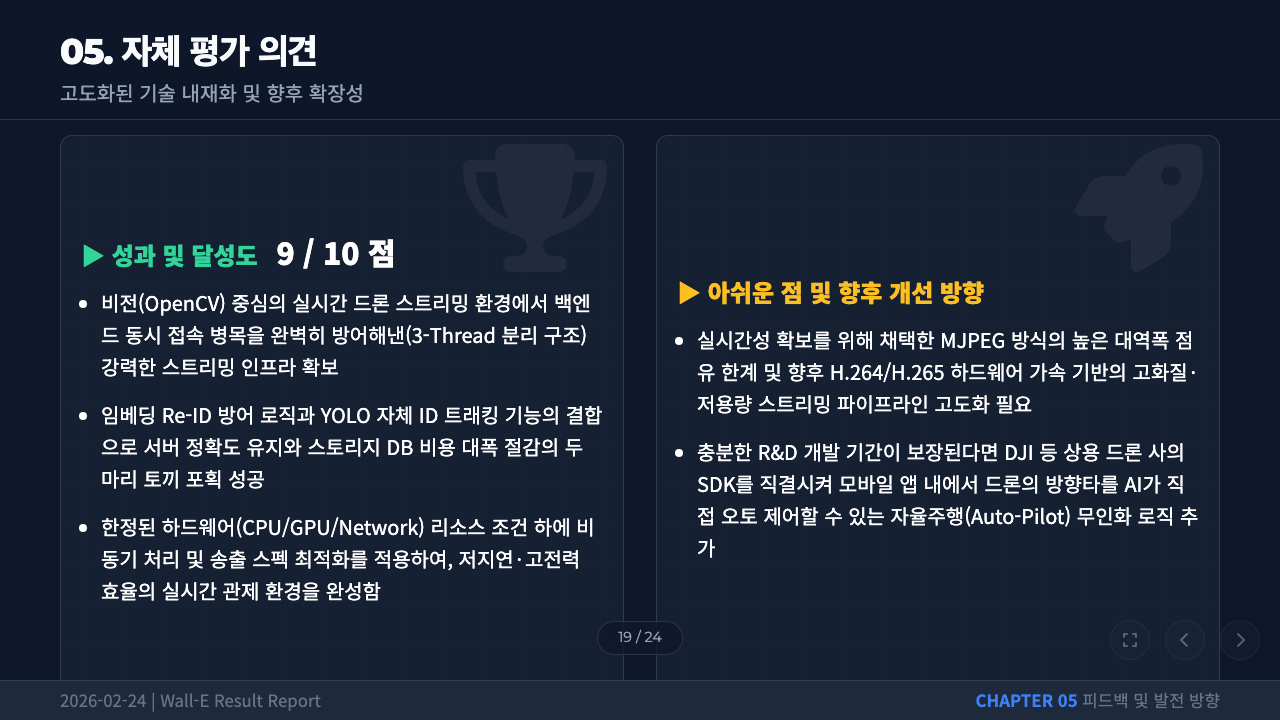 05. 자체 평가 의견
고도화된 기술 내재화 및 향후 확장성
▶ 성과 및 달성도 9 / 10 점
• 비전(OpenCV) 중심의 실시간 드론 스트리밍 환경에서 백엔
드 동시 접속 병목을 완벽히 방어해낸(3-Thread 분리 구조)
강력한 스트리밍 인프라 확보
• 임베딩 Re-ID 방어 로직과 YOLO 자체 ID 트래킹 기능의 결합
으로 서버 정확도 유지와 스토리지 DB 비용 대폭 절감의 두
마리 토끼 포획 성공
• 한정된 하드웨어(CPU/GPU/Network) 리소스 조건 하에 비
동기 처리 및 송출 스펙 최적화를 적용하여, 저지연·고전력
효율의 실시간 관제 환경을 완성함
▶ 아쉬운 점 및 향후 개선 방향
• 실시간성 확보를 위해 채택한 MJPEG 방식의 높은 대역폭 점
유 한계 및 향후 H.264/H.265 하드웨어 가속 기반의 고화질·
저용량 스트리밍 파이프라인 고도화 필요
• 충분한 R&D 개발 기간이 보장된다면 DJI 등 상용 드론 사의
SDK를 직결시켜 모바일 앱 내에서 드론의 방향타를 AI가 직
접 오토 제어할 수 있는 자율주행(Auto-Pilot) 무인화 로직 추
가
19 / 24
2026-02-24 | Wall-E Result Report
CHAPTER 05 피드백 및 발전 방향